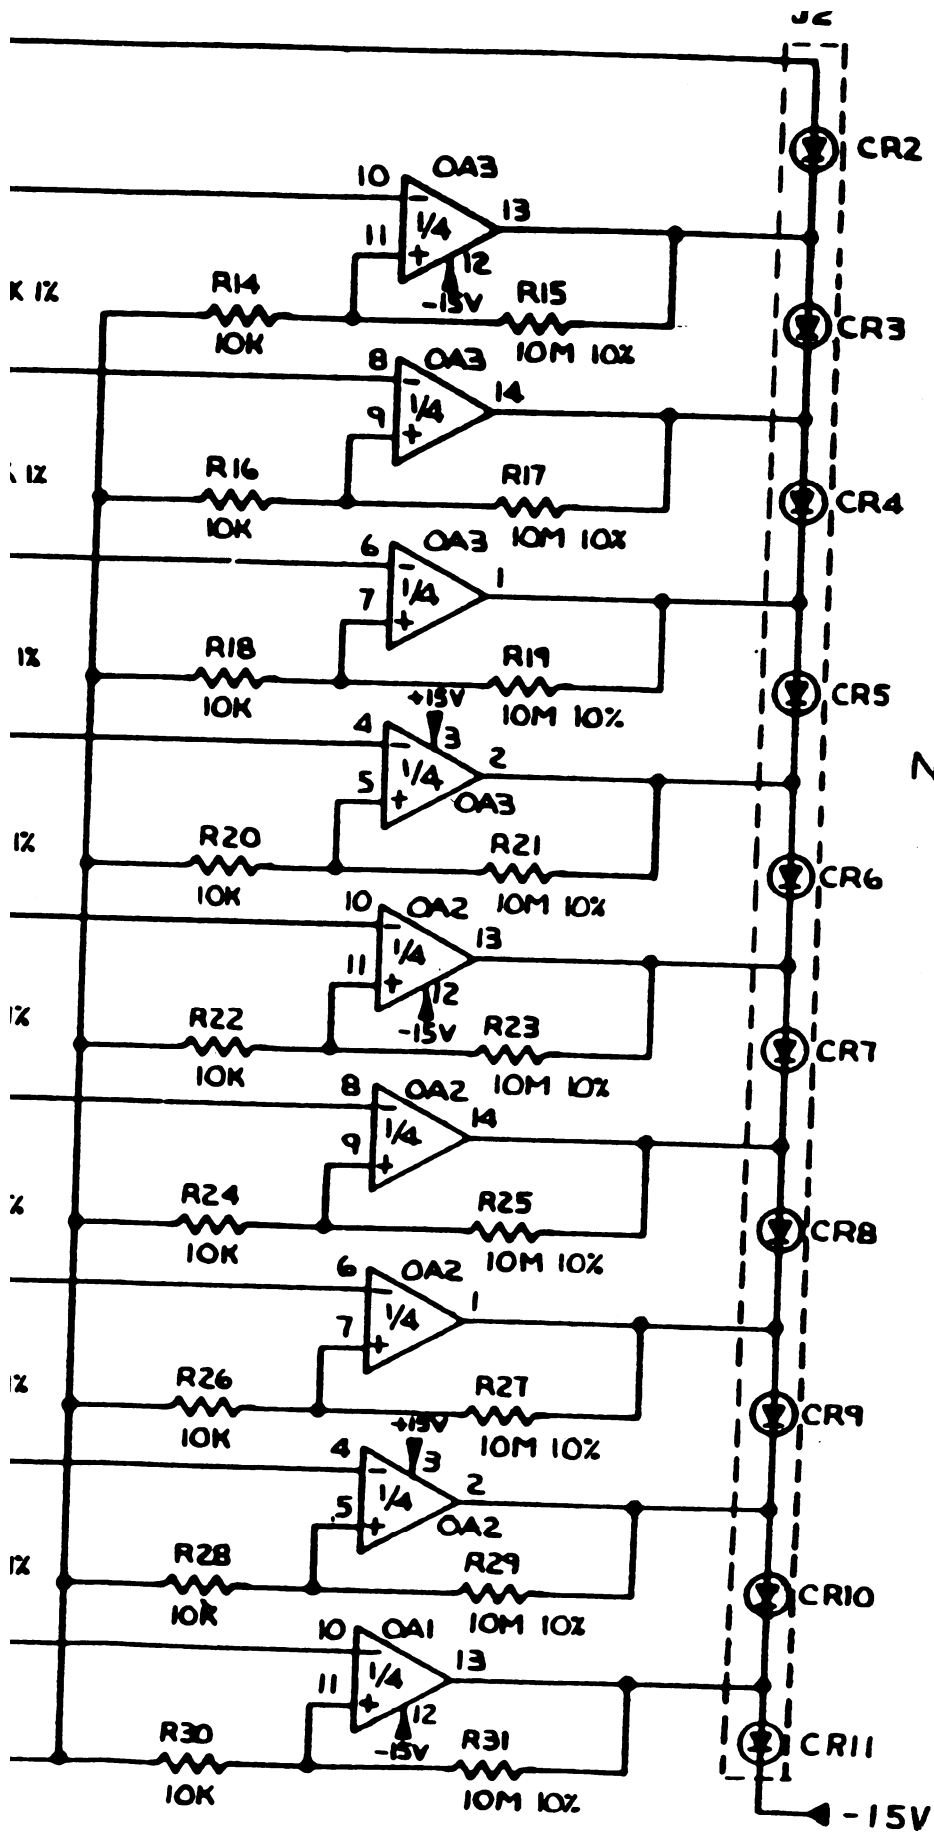 J2
CR2
OA3
10
13
1/4
11
12
-15V
R14
R15
K 1%
10K
10M 10%
CR3
8
OA3
14
1/4
9
R16
R17
1%
10K
10M 10%
CR4
6
OA3
1
1/4
7
R18
R19
1%
10K
10M 10%
CR5
+15V
4
3
2
1/4
5
OA3
N
R20
R21
1%
10K
10M 10%
CR6
10
OA2
13
1/4
11
12
-15V
R22
R23
1%
10K
10M 10%
CR7
8
OA2
14
1/4
9
R24
R25
%
10K
10M 10%
CR8
6
OA2
1
1/4
7
R26
R27
1%
10K
10M 10%
CR9
+15V
4
3
2
1/4
5
OA2
R28
R29
1%
10K
10M 10%
CR10
10
OA1
13
1/4
11
12
-15V
R30
R31
10K
10M 10%
CR11
-15V